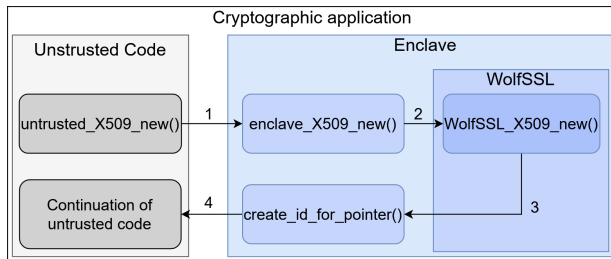 Cryptographic application
Unstrusted Code
Enclave
WolfSSL
untrusted_X509_new()
1
enclave_X509_new()
2
WolfSSL_X509_new()
3
create_id_for_pointer()
4
Continuation of
untrusted code